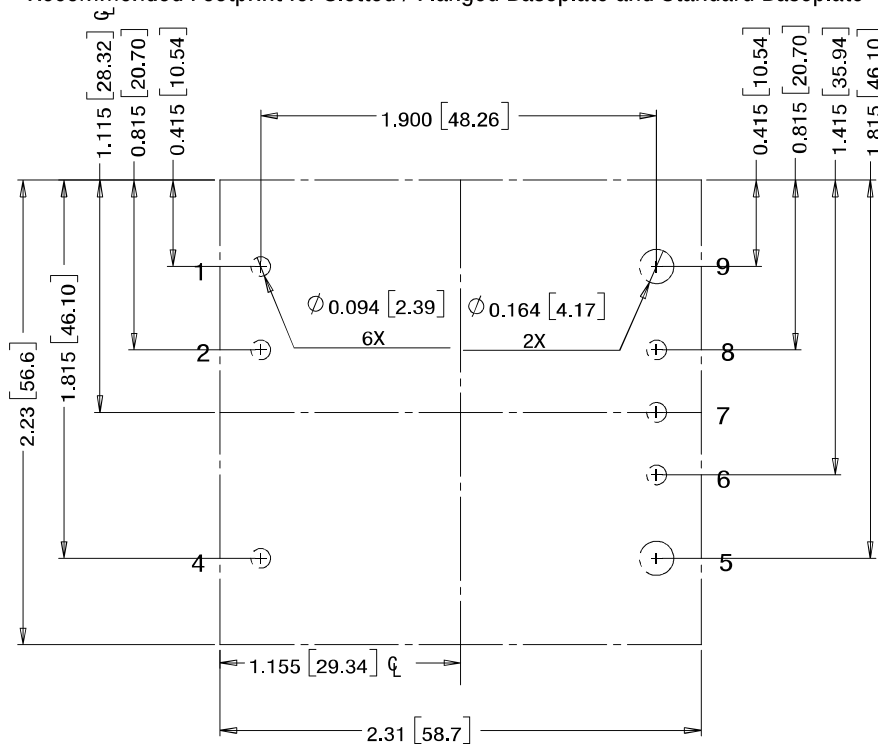 Recommended Footprint for Slotted / Flanged Baseplate and Standard Baseplate
1.115 [28.32] ℄
0.815 [20.70]
0.415 [10.54]
1.900 [48.26]
0.415 [10.54]
0.815 [20.70]
1.415 [35.94]
1.815 [46.10]
1
9
Ø 0.094 [2.39]
6X
Ø 0.164 [4.17]
2X
2
8
2.23 [56.6]
1.815 [46.10]
7
6
4
5
1.155 [29.34] ℄
2.31 [58.7]